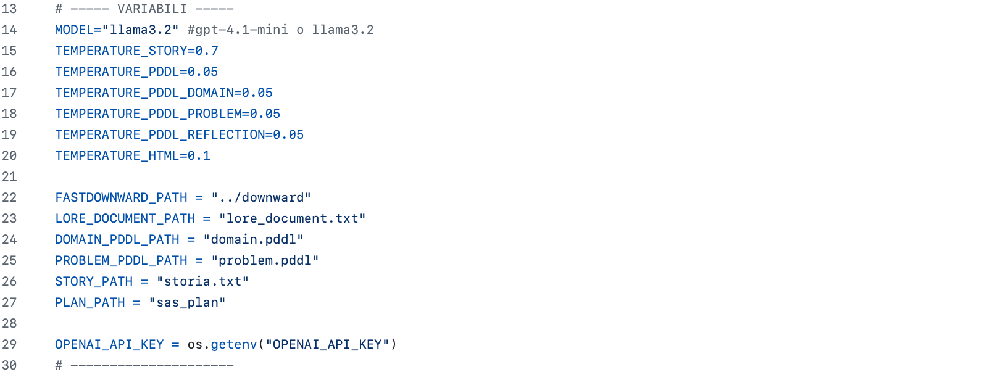 13 # ----- VARIABILI -----
14 MODEL="llama3.2" #gpt-4.1-mini o llama3.2
15 TEMPERATURE_STORY=0.7
16 TEMPERATURE_PDDL=0.05
17 TEMPERATURE_PDDL_DOMAIN=0.05
18 TEMPERATURE_PDDL_PROBLEM=0.05
19 TEMPERATURE_PDDL_REFLECTION=0.05
20 TEMPERATURE_HTML=0.1
21
22 FASTDOWNWARD_PATH = "../downward"
23 LORE_DOCUMENT_PATH = "lore_document.txt"
24 DOMAIN_PDDL_PATH = "domain.pddl"
25 PROBLEM_PDDL_PATH = "problem.pddl"
26 STORY_PATH = "storia.txt"
27 PLAN_PATH = "sas_plan"
28
29 OPENAI_API_KEY = os.getenv("OPENAI_API_KEY")
30 # ---------------------